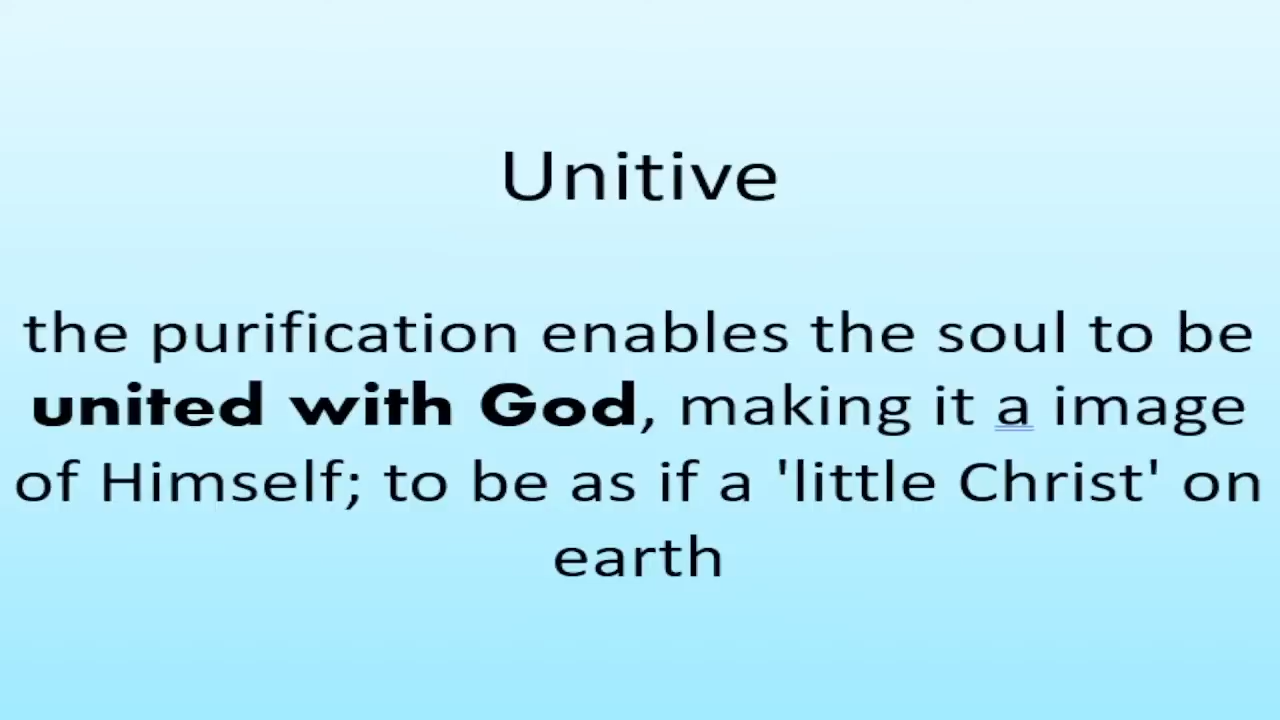 Unitive
the purification enables the soul to be
united with God, making it a image
of Himself; to be as if a 'little Christ' on
earth